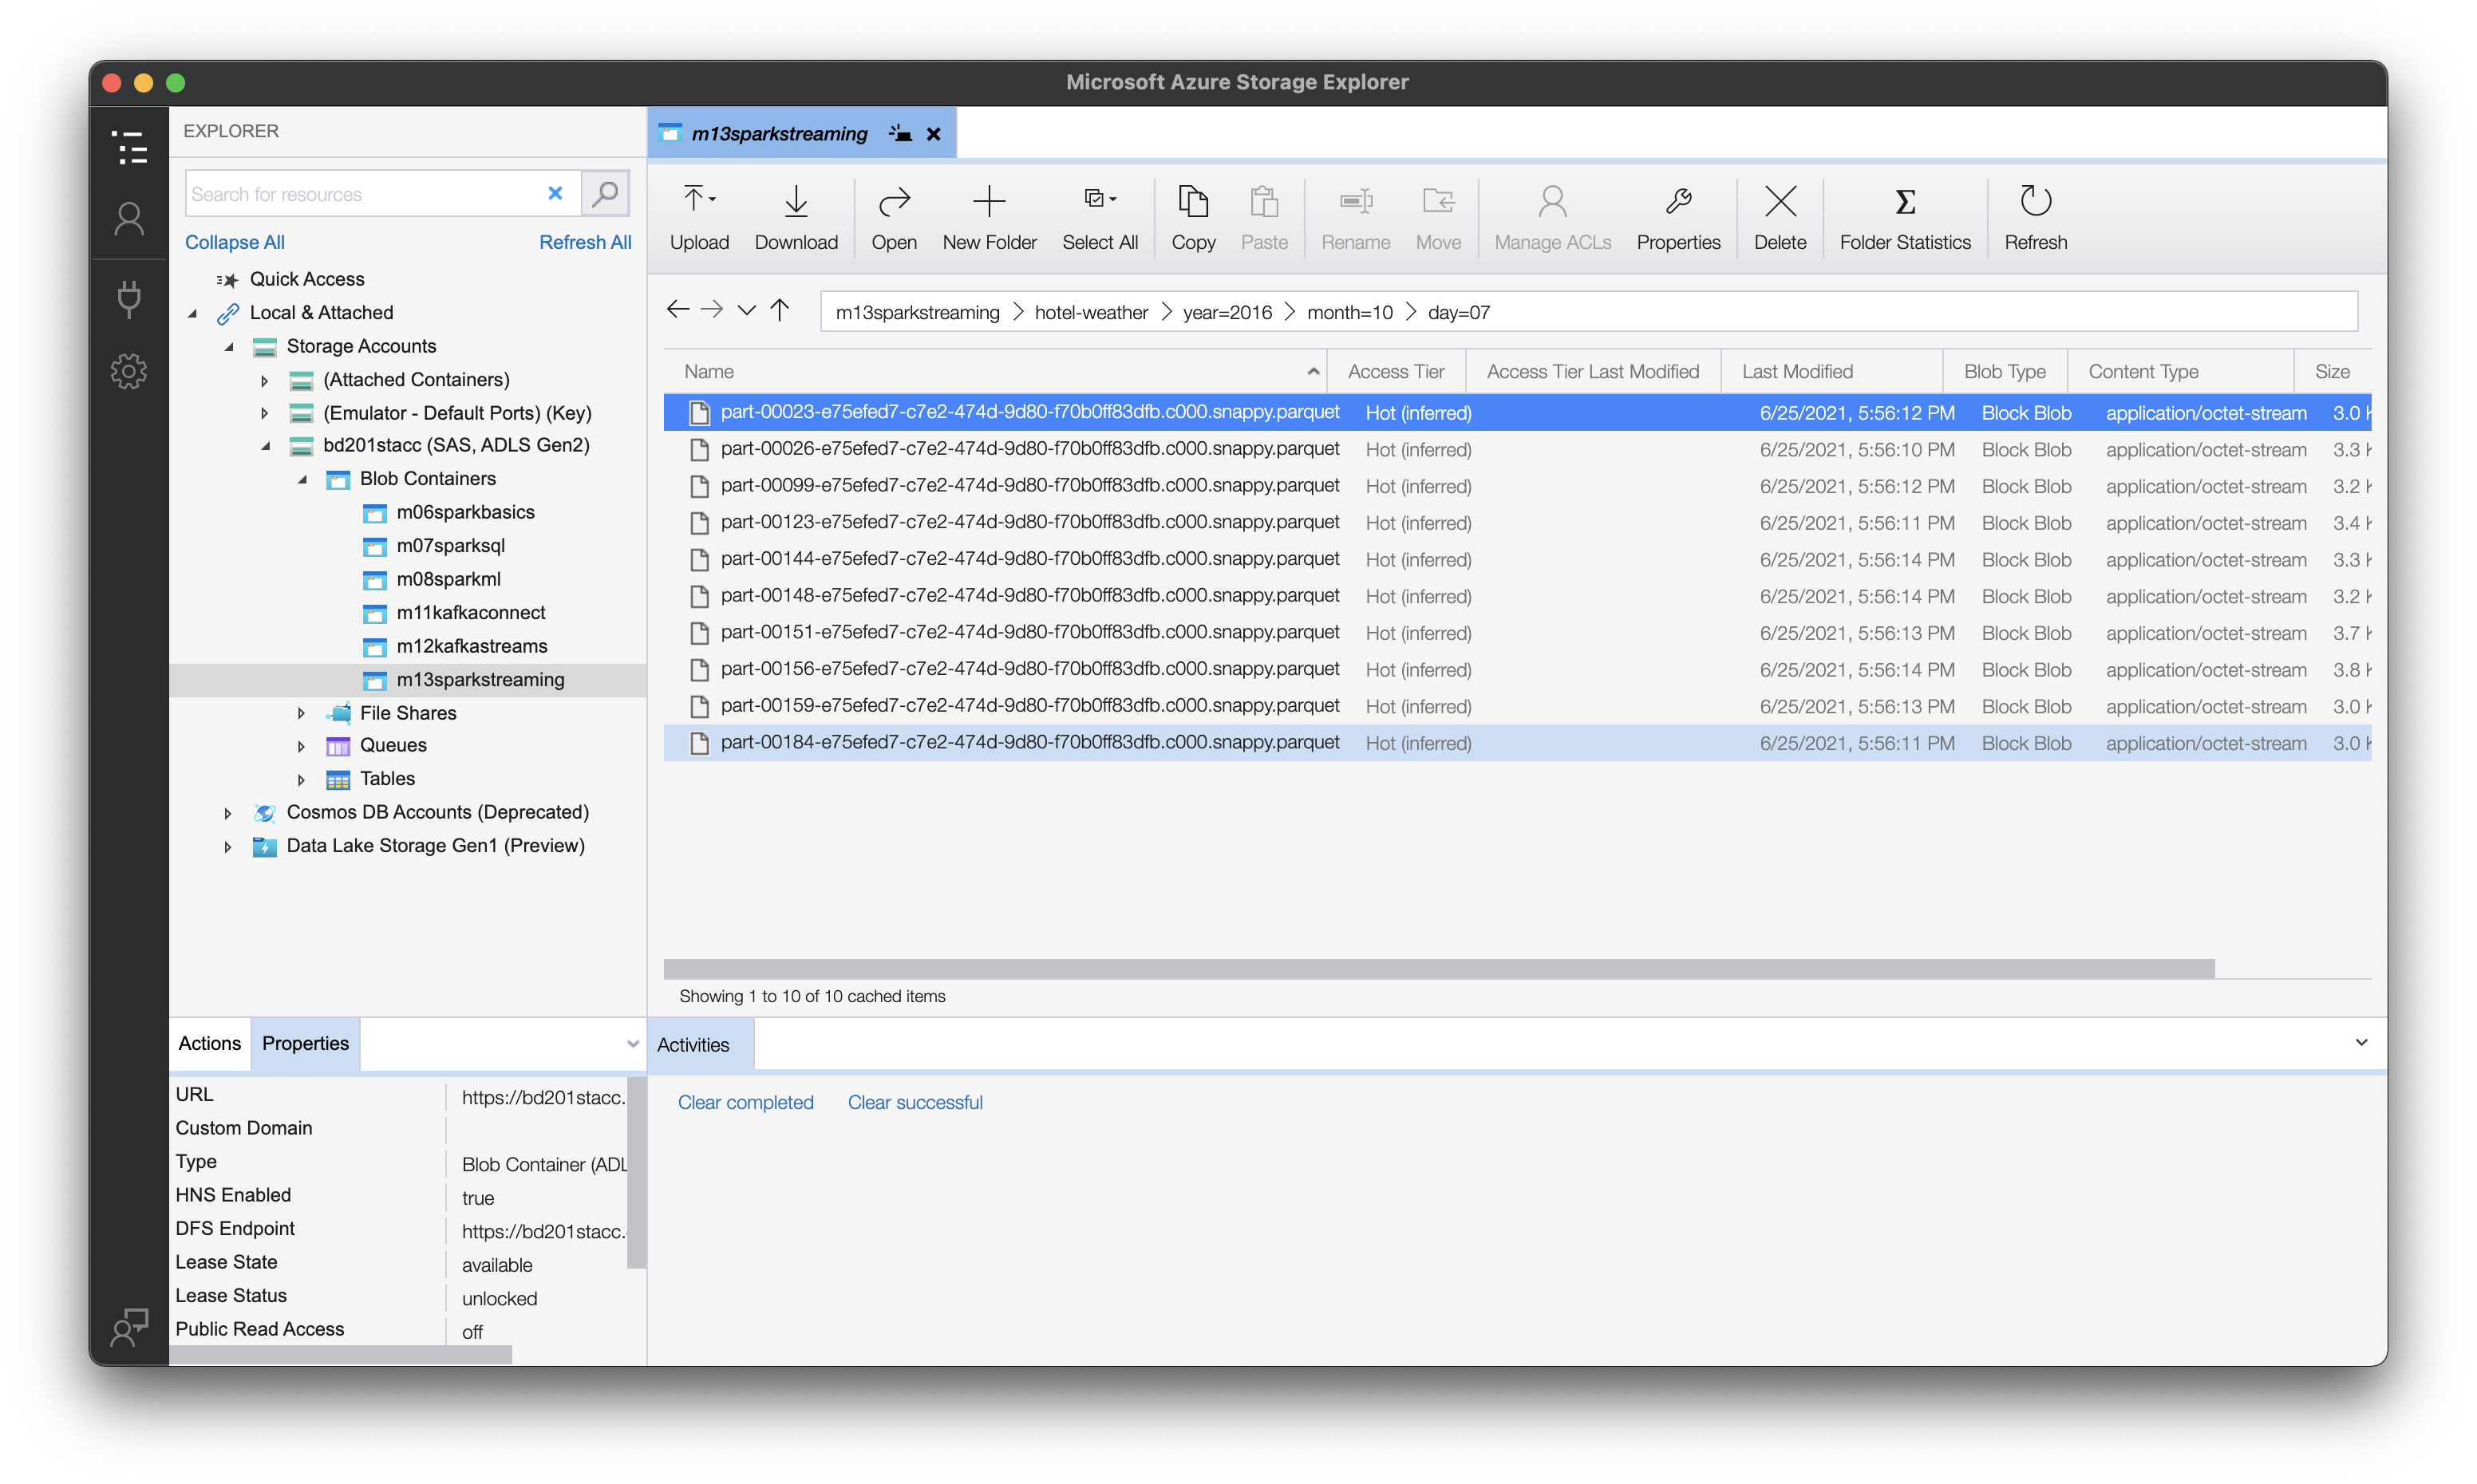 Microsoft Azure Storage Explorer
EXPLORER
Search for resources
Collapse All Refresh All
Quick Access
Local & Attached
Storage Accounts
(Attached Containers)
(Emulator - Default Ports) (Key)
bd201stacc (SAS, ADLS Gen2)
Blob Containers
m06sparkbasics
m07sparksql
m08sparkml
m11kafkaconnect
m12kafkastreams
m13sparkstreaming
File Shares
Queues
Tables
Cosmos DB Accounts (Deprecated)
Data Lake Storage Gen1 (Preview)
Actions Properties
URL https://bd201stacc.
Custom Domain
Type Blob Container (ADL
HNS Enabled true
DFS Endpoint https://bd201stacc.
Lease State available
Lease Status unlocked
Public Read Access off
m13sparkstreaming
Upload Download Open New Folder Select All Copy Paste Rename Move Manage ACLs Properties Delete Folder Statistics Refresh
m13sparkstreaming hotel-weather year=2016 month=10 day=07
Name Access Tier Access Tier Last Modified Last Modified Blob Type Content Type Size
part-00023-e75efed7-c7e2-474d-9d80-f70b0ff83dfb.c000.snappy.parquet Hot (inferred) 6/25/2021, 5:56:12 PM Block Blob application/octet-stream 3.0
part-00026-e75efed7-c7e2-474d-9d80-f70b0ff83dfb.c000.snappy.parquet Hot (inferred) 6/25/2021, 5:56:10 PM Block Blob application/octet-stream 3.3
part-00099-e75efed7-c7e2-474d-9d80-f70b0ff83dfb.c000.snappy.parquet Hot (inferred) 6/25/2021, 5:56:12 PM Block Blob application/octet-stream 3.2
part-00123-e75efed7-c7e2-474d-9d80-f70b0ff83dfb.c000.snappy.parquet Hot (inferred) 6/25/2021, 5:56:11 PM Block Blob application/octet-stream 3.4
part-00144-e75efed7-c7e2-474d-9d80-f70b0ff83dfb.c000.snappy.parquet Hot (inferred) 6/25/2021, 5:56:14 PM Block Blob application/octet-stream 3.3
part-00148-e75efed7-c7e2-474d-9d80-f70b0ff83dfb.c000.snappy.parquet Hot (inferred) 6/25/2021, 5:56:14 PM Block Blob application/octet-stream 3.2
part-00151-e75efed7-c7e2-474d-9d80-f70b0ff83dfb.c000.snappy.parquet Hot (inferred) 6/25/2021, 5:56:13 PM Block Blob application/octet-stream 3.7
part-00156-e75efed7-c7e2-474d-9d80-f70b0ff83dfb.c000.snappy.parquet Hot (inferred) 6/25/2021, 5:56:14 PM Block Blob application/octet-stream 3.8
part-00159-e75efed7-c7e2-474d-9d80-f70b0ff83dfb.c000.snappy.parquet Hot (inferred) 6/25/2021, 5:56:13 PM Block Blob application/octet-stream 3.0
part-00184-e75efed7-c7e2-474d-9d80-f70b0ff83dfb.c000.snappy.parquet Hot (inferred) 6/25/2021, 5:56:11 PM Block Blob application/octet-stream 3.0
Showing 1 to 10 of 10 cached items
Activities
Clear completed Clear successful